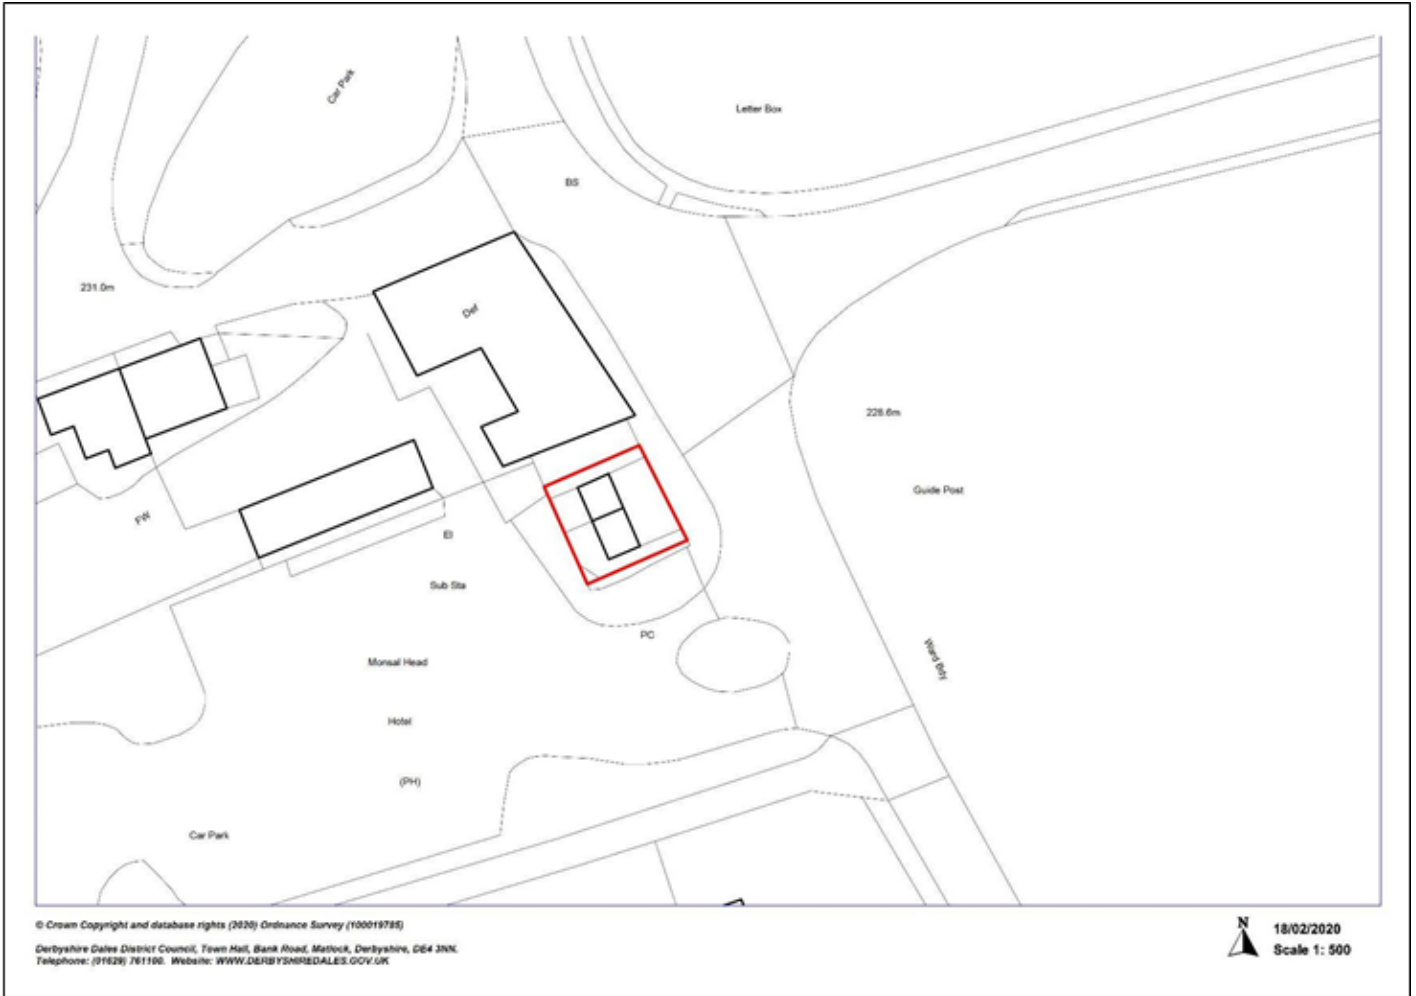 Car Park
Letter Box
BS
231.0m
Def
228.6m
Guide Post
FW
El
Sub Sta
PC
Monsal Head
Hotel
(PH)
Ward Bdy
Car Park
© Crown Copyright and database rights (2020) Ordnance Survey (100019785)
Derbyshire Dales District Council, Town Hall, Bank Road, Matlock, Derbyshire, DE4 3NN.
Telephone: (01629) 761100. Website: WWW.DERBYSHIREDALES.GOV.UK
N
18/02/2020
Scale 1: 500